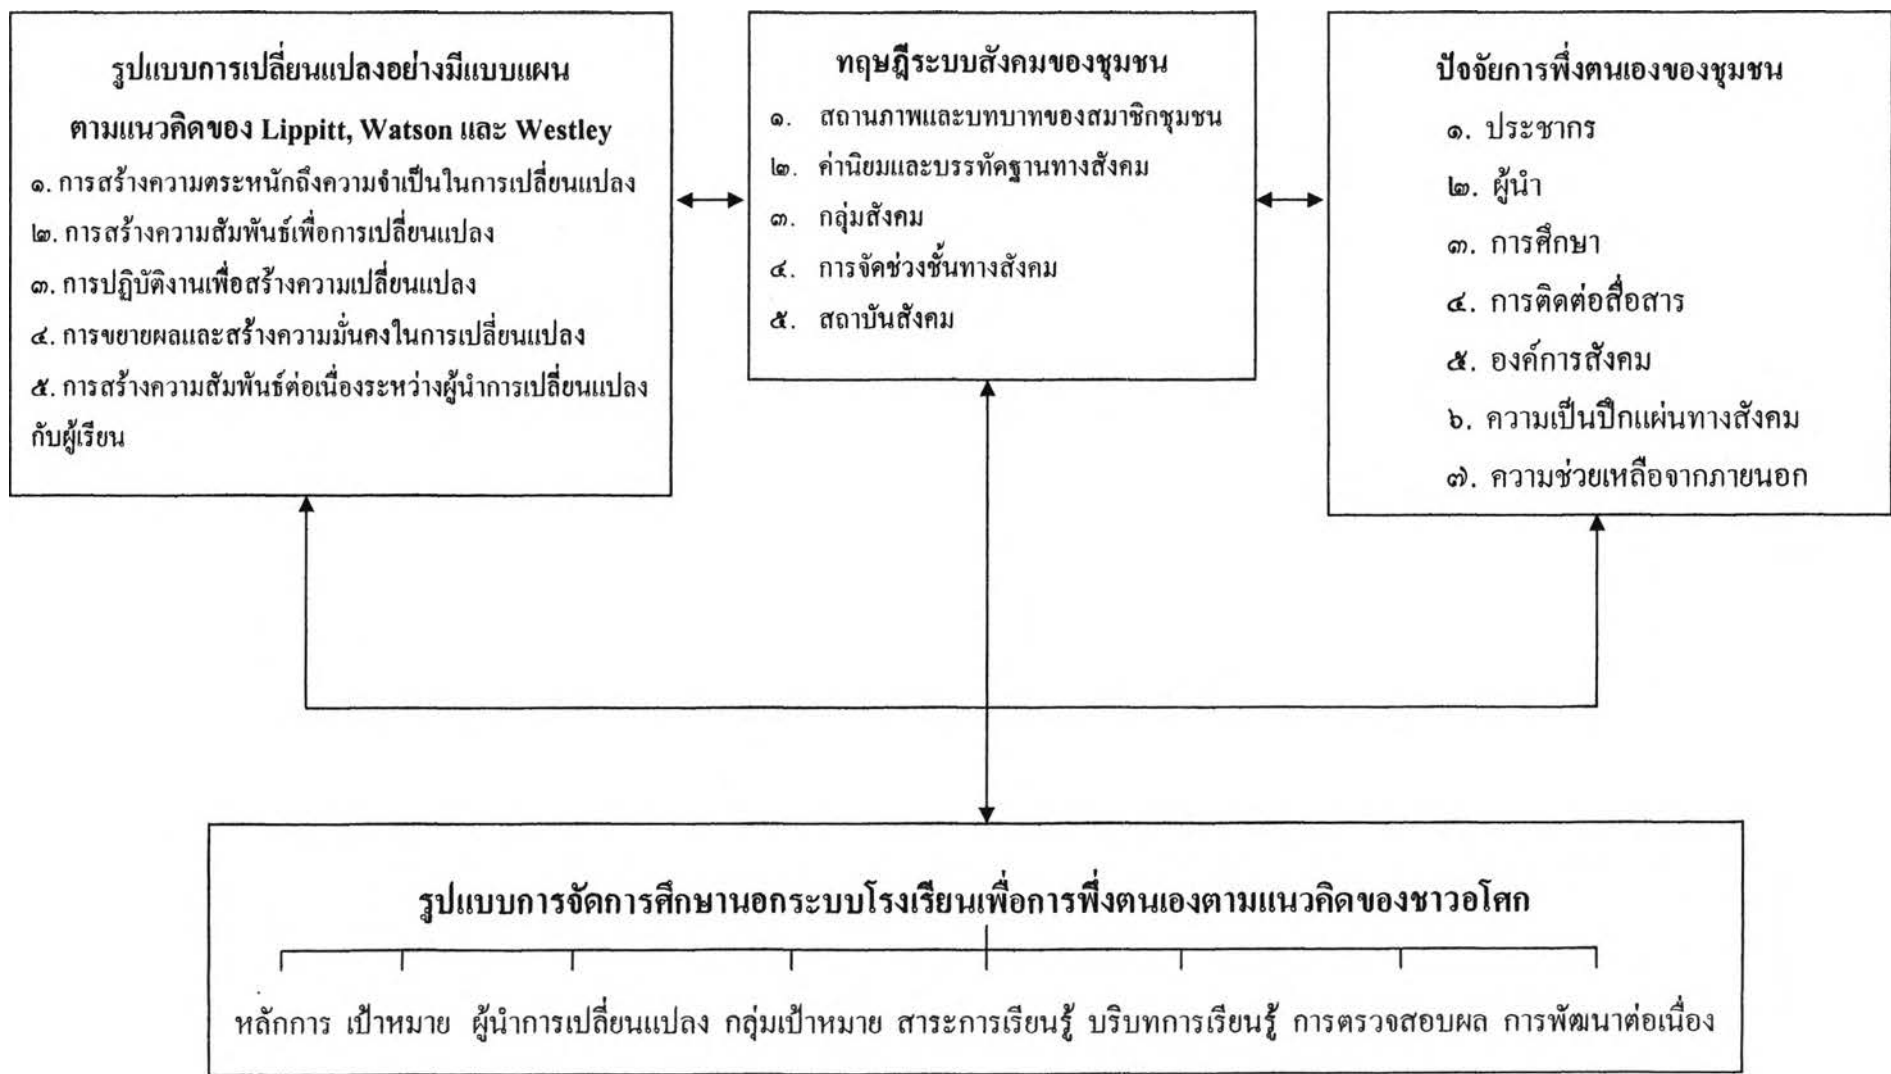 รูปแบบการเปลี่ยนแปลงอย่างมีแบบแผน
ตามแนวคิดของ Lippitt, Watson และ Westley
๑. การสร้างความตระหนักถึงความจำเป็นในการเปลี่ยนแปลง
๒. การสร้างความสัมพันธ์เพื่อการเปลี่ยนแปลง
๓. การปฏิบัติงานเพื่อสร้างความเปลี่ยนแปลง
๔. การขยายผลและสร้างความมั่นคงในการเปลี่ยนแปลง
๕. การสร้างความสัมพันธ์ต่อเนื่องระหว่างผู้นำการเปลี่ยนแปลง
กับผู้เรียน
ทฤษฎีระบบสังคมของชุมชน
๑. สถานภาพและบทบาทของสมาชิกชุมชน
๒. ค่านิยมและบรรทัดฐานทางสังคม
๓. กลุ่มสังคม
๔. การจัดช่วงชั้นทางสังคม
๕. สถาบันสังคม
ปัจจัยการพึ่งตนเองของชุมชน
๑. ประชากร
๒. ผู้นำ
๓. การศึกษา
๔. การติดต่อสื่อสาร
๕. องค์การสังคม
๖. ความเป็นปึกแผ่นทางสังคม
๗. ความช่วยเหลือจากภายนอก
รูปแบบการจัดการศึกษานอกระบบโรงเรียนเพื่อการพึ่งตนเองตามแนวคิดของชาวอโศก
หลักการ เป้าหมาย ผู้นำการเปลี่ยนแปลง กลุ่มเป้าหมาย สาระการเรียนรู้ บริบทการเรียนรู้ การตรวจสอบผล การพัฒนาต่อเนื่อง